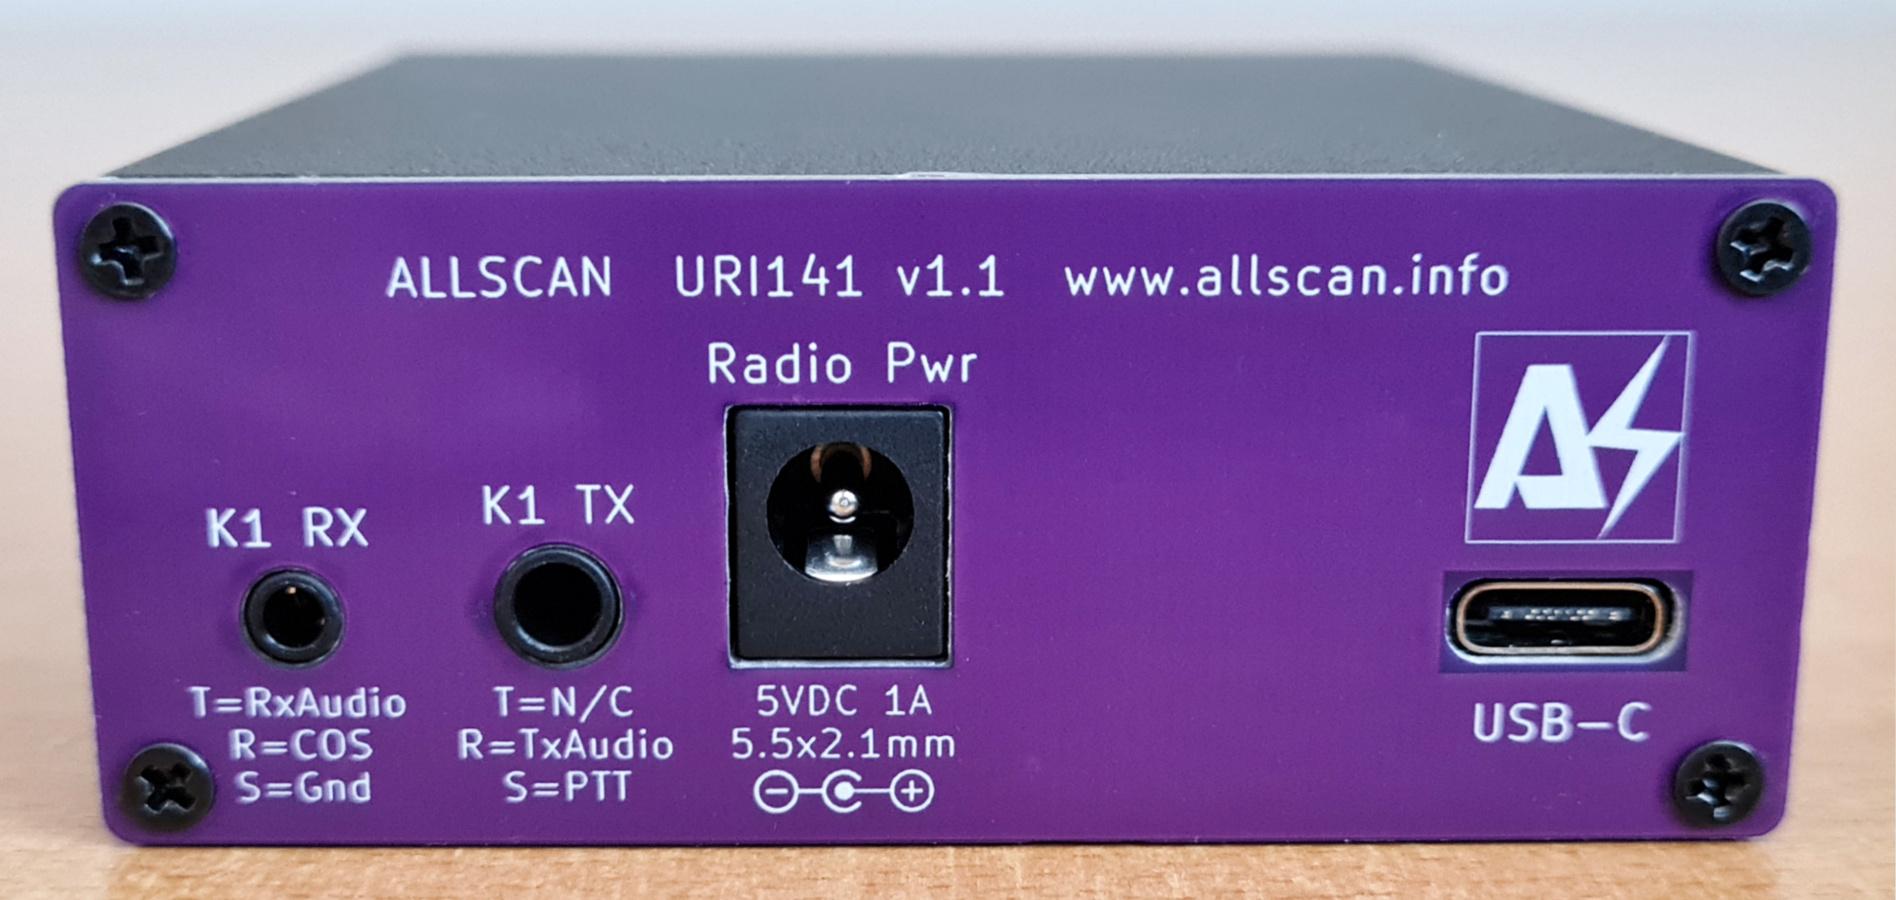 ALLSCAN URI141 v1.1 www.allscan.info
Radio Pwr
AS
K1 RX
K1 TX
T=RxAudio
R=COS
S=Gnd
T=N/C
R=TxAudio
S=PTT
5VDC 1A
5.5x2.1mm
USB-C